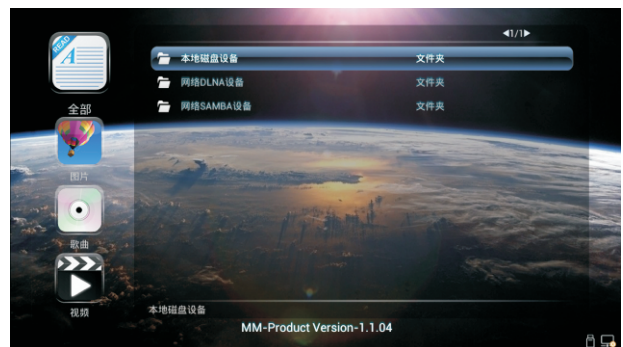 ◀1/1▶
READ
A
全部
图片
歌曲
视频
本地磁盘设备 文件夹
网络DLNA设备 文件夹
网络SAMBA设备 文件夹
本地磁盘设备
MM-Product Version-1.1.04